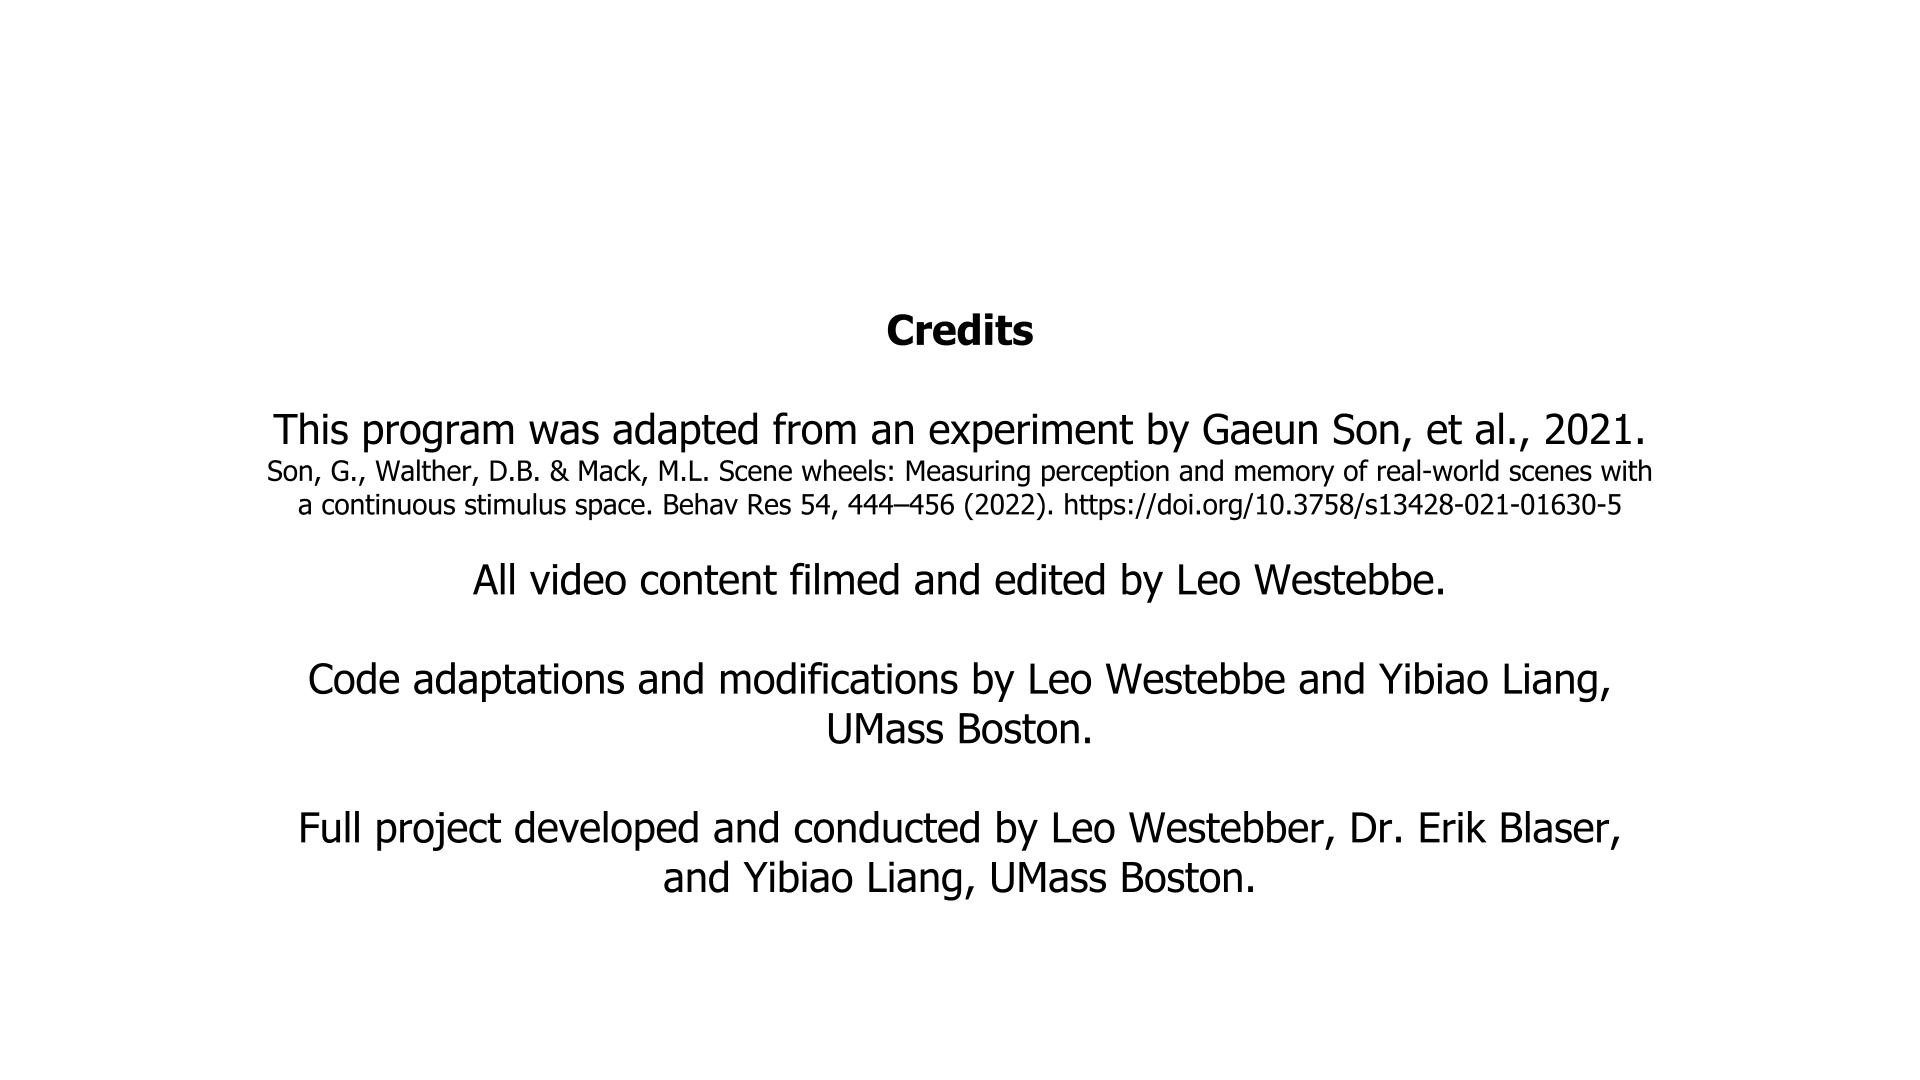 Credits
This program was adapted from an experiment by Gaeun Son, et al., 2021.
Son, G., Walther, D.B. & Mack, M.L. Scene wheels: Measuring perception and memory of real-world scenes with
a continuous stimulus space. Behav Res 54, 444–456 (2022). https://doi.org/10.3758/s13428-021-01630-5
All video content filmed and edited by Leo Westebbe.
Code adaptations and modifications by Leo Westebbe and Yibiao Liang,
UMass Boston.
Full project developed and conducted by Leo Westebber, Dr. Erik Blaser,
and Yibiao Liang, UMass Boston.